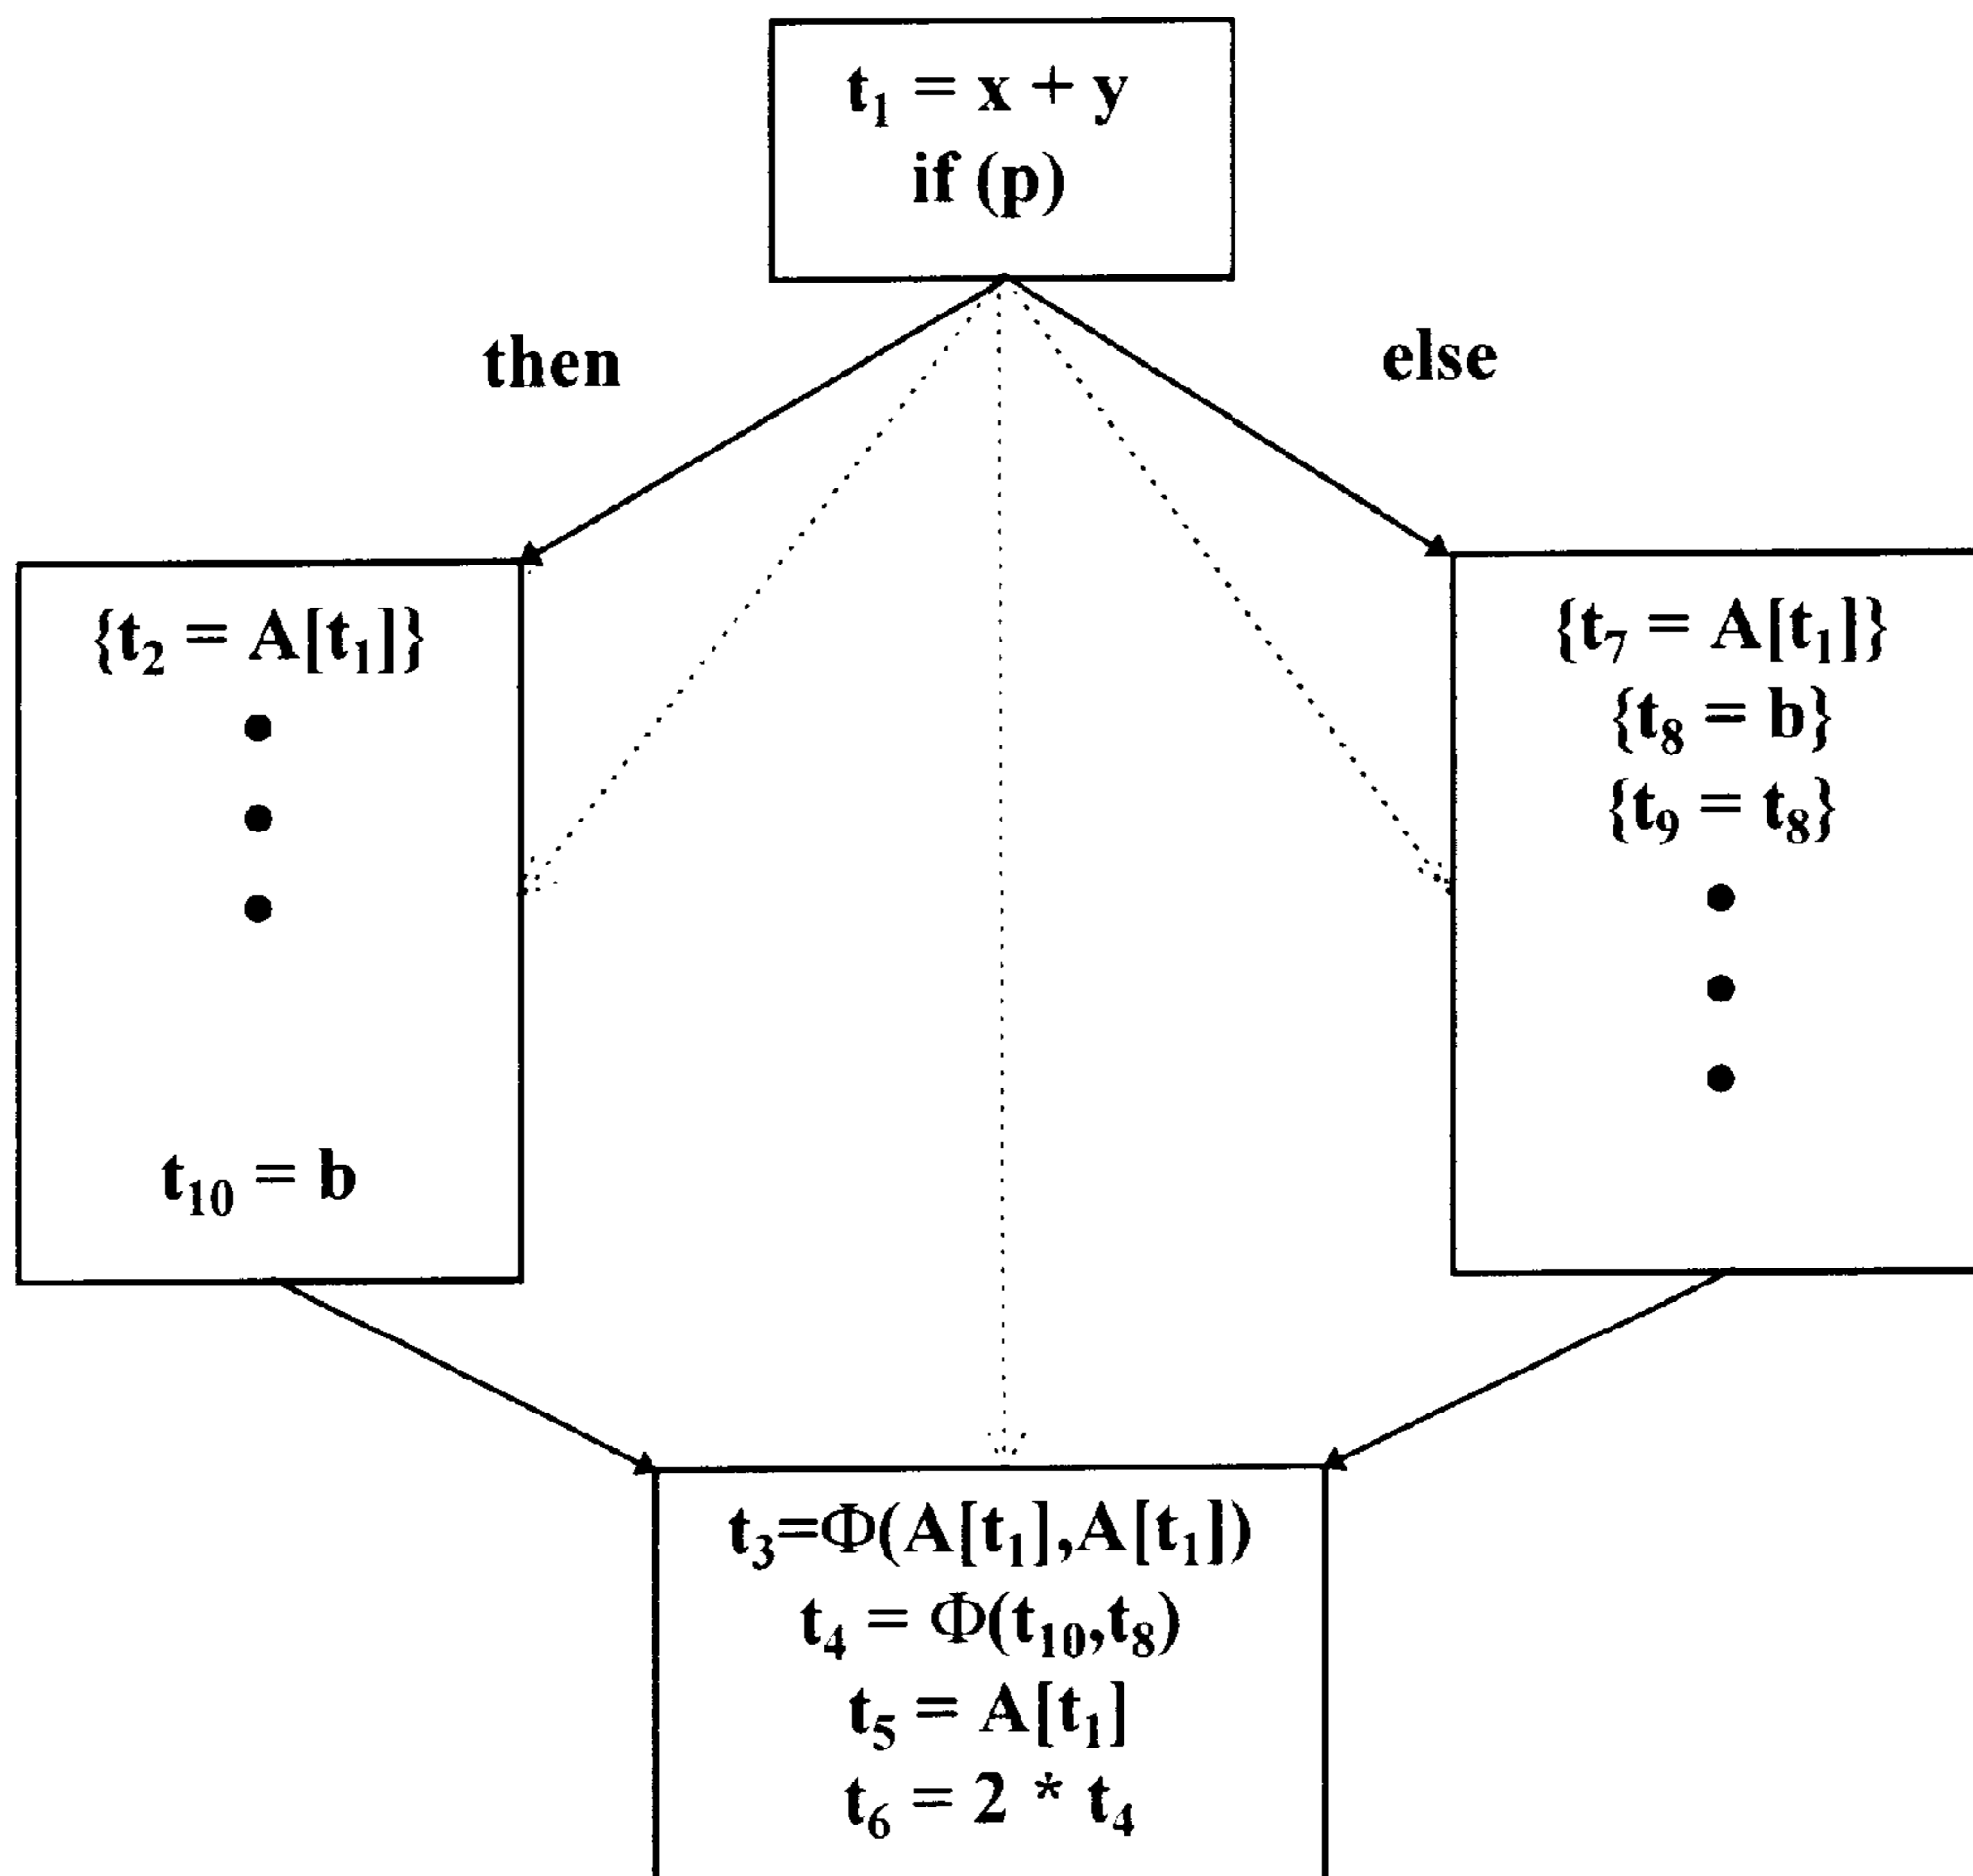 t₁ = x + y
if (p)
then
else
{t₂ = A[t₁]}
t₁₀ = b
{t₇ = A[t₁]}
{t₈ = b}
{t₉ = t₈}
t₃=Φ(A[t₁],A[t₁])
t₄ = Φ(t₁₀,t₈)
t₅ = A[t₁]
t₆ = 2 * t₄